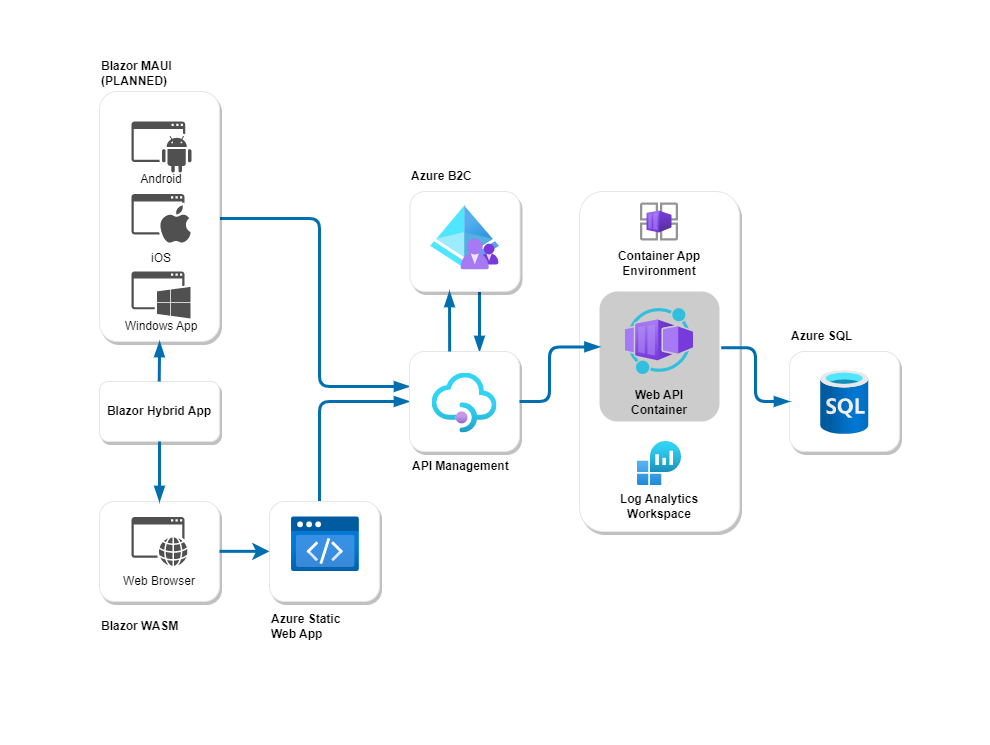 Blazor MAUI
(PLANNED)
Android
iOS
Windows App
Blazor Hybrid App
Web Browser
Blazor WASM
Azure Static
Web App
Azure B2C
API Management
Container App
Environment
Web API
Container
Log Analytics
Workspace
Azure SQL
SQL